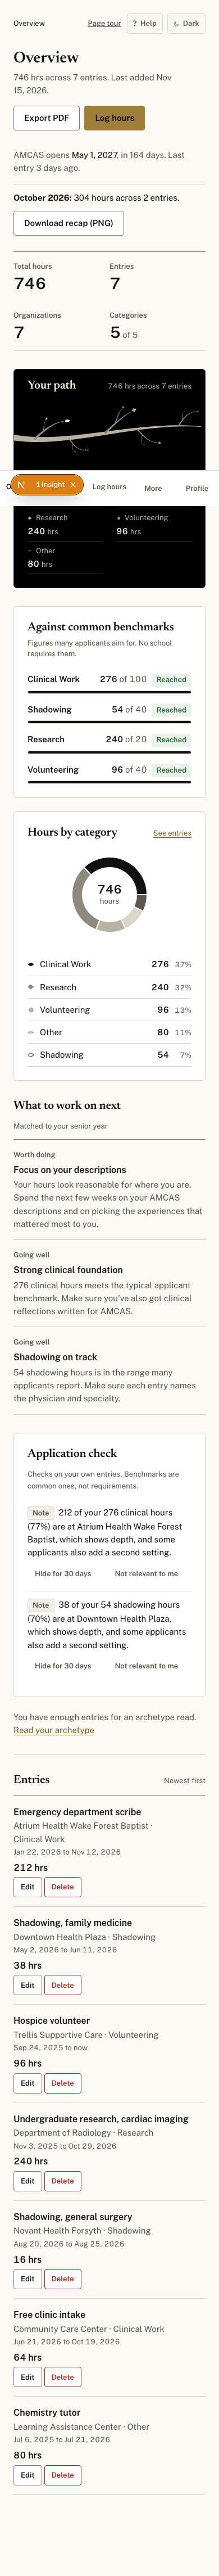 Overview
Page tour
? Help
Dark
Overview
746 hrs across 7 entries. Last added Nov
15, 2026.
Export PDF
Log hours
AMCAS opens May 1, 2027, in 164 days. Last
entry 3 days ago.
October 2026: 304 hours across 2 entries.
Download recap (PNG)
Total hours
746
Entries
7
Organizations
7
Categories
5 of 5
Your path
746 hrs across 7 entries
1 Insight
Log hours
More
Profile
Research
240 hrs
Volunteering
96 hrs
Other
80 hrs
Against common benchmarks
Figures many applicants aim for. No school
requires them.
Clinical Work 276 of 100 Reached
Shadowing 54 of 40 Reached
Research 240 of 20 Reached
Volunteering 96 of 40 Reached
Hours by category
See entries
746
hours
Clinical Work 276 37%
Research 240 32%
Volunteering 96 13%
Other 80 11%
Shadowing 54 7%
What to work on next
Matched to your senior year
Worth doing
Focus on your descriptions
Your hours look reasonable for where you are.
Spend the next few weeks on your AMCAS
descriptions and on picking the experiences that
mattered most to you.
Going well
Strong clinical foundation
276 clinical hours meets the typical applicant
benchmark. Make sure you've also got clinical
reflections written for AMCAS.
Going well
Shadowing on track
54 shadowing hours is in the range many
applicants report. Make sure each entry names
the physician and specialty.
Application check
Checks on your own entries. Benchmarks are
common ones, not requirements.
Note 212 of your 276 clinical hours
(77%) are at Atrium Health Wake Forest
Baptist, which shows depth, and some
applicants also add a second setting.
Hide for 30 days
Not relevant to me
Note 38 of your 54 shadowing hours
(70%) are at Downtown Health Plaza,
which shows depth, and some applicants
also add a second setting.
Hide for 30 days
Not relevant to me
You have enough entries for an archetype read.
Read your archetype
Entries
Newest first
Emergency department scribe
Atrium Health Wake Forest Baptist ·
Clinical Work
Jan 22, 2026 to Nov 12, 2026
212 hrs
Edit
Delete
Shadowing, family medicine
Downtown Health Plaza · Shadowing
May 2, 2026 to Jun 11, 2026
38 hrs
Edit
Delete
Hospice volunteer
Trellis Supportive Care · Volunteering
Sep 24, 2025 to now
96 hrs
Edit
Delete
Undergraduate research, cardiac imaging
Department of Radiology · Research
Nov 3, 2025 to Oct 29, 2026
240 hrs
Edit
Delete
Shadowing, general surgery
Novant Health Forsyth · Shadowing
Aug 20, 2026 to Aug 25, 2026
16 hrs
Edit
Delete
Free clinic intake
Community Care Center · Clinical Work
Jun 21, 2026 to Oct 19, 2026
64 hrs
Edit
Delete
Chemistry tutor
Learning Assistance Center · Other
Jul 6, 2025 to Jul 21, 2026
80 hrs
Edit
Delete